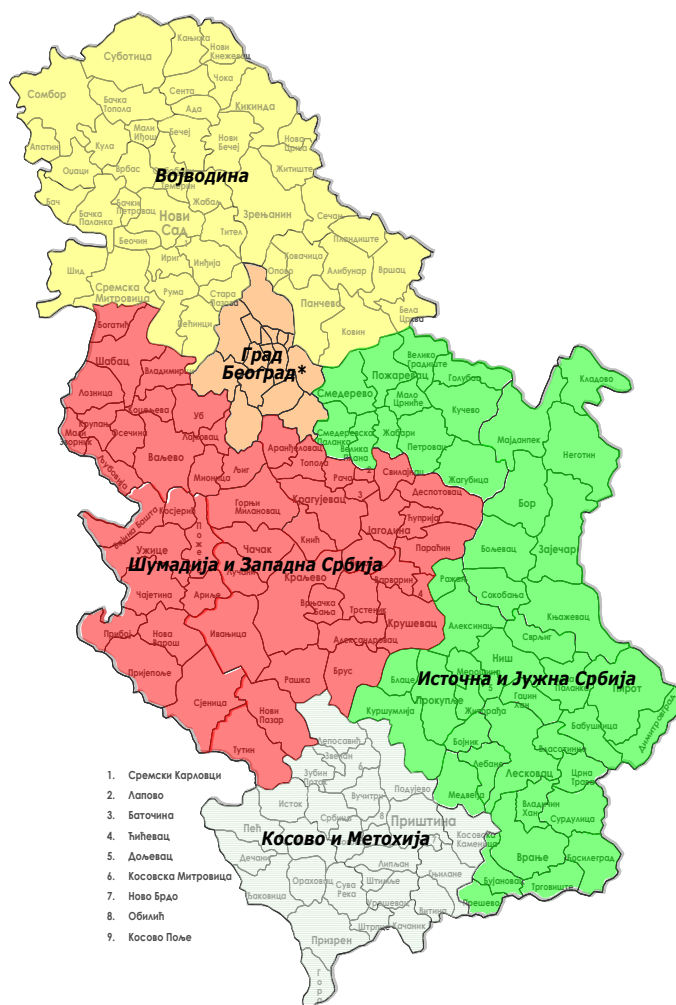 Кањижа
Нови
Кнежевац
Суботица
Чока
Сомбор
Сента
Бачка
Топола
Ада
Кикинда
Мали
Иђош
Бечеј
Нови
Бечеј
Нова
Црња
Апатин
Кула
Оџаци
Врбас
Житиште
Војводина
Темерин
Бач
Бачки
Петровац
Жабаљ
Бачка
Паланка
Нови
Сад
1
Зрењанин
Сечањ
Тител
Беочин
Пландиште
Ириг
Инђија
Ковачица
Опово
Алибунар
Вршац
Шид
Сремска
Митровица
Рума
Стара
Пазова
Панчево
Бела
Црква
Пећинци
Ковин
Богатић
Град
Београд*
Шабац
Владимирци
Велико
Градиште
Пожаревац
Голубац
Кладово
Смедерево
Мало
Црниће
Лозница
Коцељева
Уб
Кучево
Крупањ
Мали
Зворник
Осечина
Лајковац
Смедеревска
Паланка
Жабари
Велика
Плана
Петровац
Мајданпек
Неготин
Љубовија
Ваљево
Аранђеловац
Љиг
Топола
Мионица
Рача
2
Свилајнац
Жагубица
Деспотовац
Горњи
Милановац
Крагујевац
3
Бор
Бајина Башта
Косјерић
Ћуприја
Јагодина
Ужице
Чачак
Кнић
Параћин
Бољевац
Зајечар
Шумадија и Западна Србија
Лучани
Краљево
Варварин
Ражањ
Чајетина
Ариље
Врњачка
Бања
Трстеник
4
Сокобања
Књажевац
Прибој
Нова
Варош
Ивањица
Крушевац
Александровац
Алексинац
Сврљиг
Пријепоље
Рашка
Брус
Блаце
Ниш
Источна и Јужна Србија
Пирот
Сјеница
Прокупље
5
Гаџин
Хан
Паланка
Нови
Пазар
Куршумлија
Житорађа
Бабушница
Димитровград
Тутин
Лепосавић
Звечан
Бојник
Власотинце
Зубин
Поток
6
Лебане
Лесковац
Црна
Трава
Подујево
Исток
Вучитрн
Медвеђа
Владичин
Хан
Сурдулица
Србица
8
Приштина
Пећ
Косово и Метохија
Косовска
Каменица
Дечани
Липљан
Врање
Босилеград
Гњилане
Ораховац
Сува
Река
Штимље
Бујановац
Ђаковица
Урошевац
Витина
Прешево
Трговиште
Штрпце
Качаник
Призрен
1. Сремски Карловци
2. Лапово
3. Баточина
4. Ћићевац
5. Дољевац
6. Косовска Митровица
7. Ново Брдо
8. Обилић
9. Косово Поље